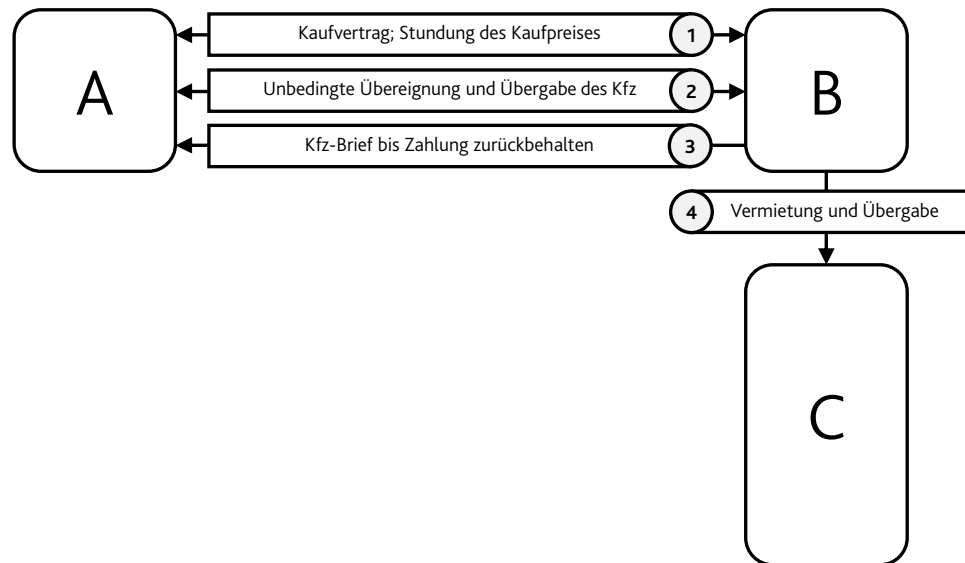 A
Kaufvertrag; Stundung des Kaufpreises
1
B
Unbedingte Übereignung und Übergabe des Kfz
2
Kfz-Brief bis Zahlung zurückbehalten
3
4
Vermietung und Übergabe
C